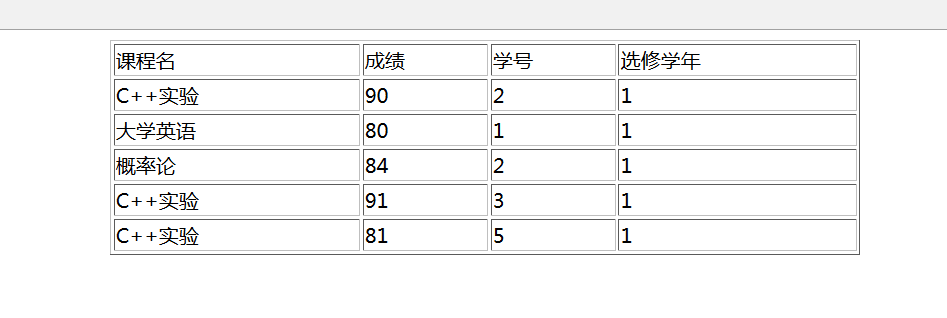 课程名 成绩 学号 选修学年
C++实验 90 2 1
大学英语 80 1 1
概率论 84 2 1
C++实验 91 3 1
C++实验 81 5 1